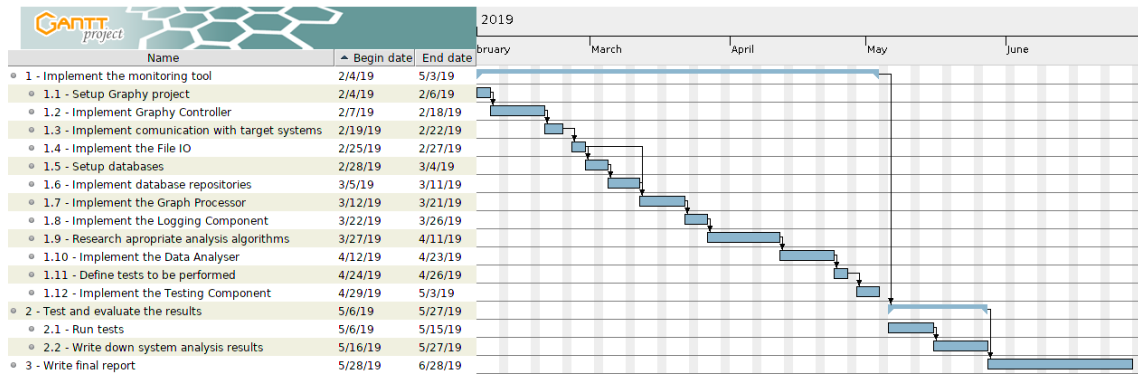 GANTT
project
2019
bruary March April May June
Name Begin date End date
1 - Implement the monitoring tool 2/4/19 5/3/19
1.1 - Setup Graphy project 2/4/19 2/6/19
1.2 - Implement Graphy Controller 2/7/19 2/18/19
1.3 - Implement comunication with target systems 2/19/19 2/22/19
1.4 - Implement the File IO 2/25/19 2/27/19
1.5 - Setup databases 2/28/19 3/4/19
1.6 - Implement database repositories 3/5/19 3/11/19
1.7 - Implement the Graph Processor 3/12/19 3/21/19
1.8 - Implement the Logging Component 3/22/19 3/26/19
1.9 - Research apropriate analysis algorithms 3/27/19 4/11/19
1.10 - Implement the Data Analyser 4/12/19 4/23/19
1.11 - Define tests to be performed 4/24/19 4/26/19
1.12 - Implement the Testing Component 4/29/19 5/3/19
2 - Test and evaluate the results 5/6/19 5/27/19
2.1 - Run tests 5/6/19 5/15/19
2.2 - Write down system analysis results 5/16/19 5/27/19
3 - Write final report 5/28/19 6/28/19